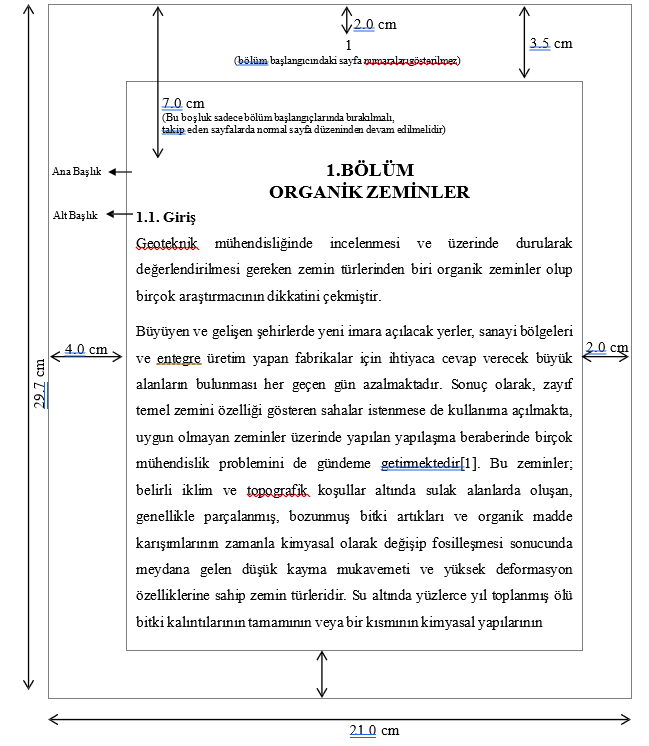 2.0 cm
1
(bölüm başlangıcındaki sayfa numaraları gösterilmez)
3.5 cm
7.0 cm
(Bu boşluk sadece bölüm başlangıçlarında bırakılmalı,
takip eden sayfalarda normal sayfa düzeninden devam edilmelidir)
Ana Başlık
1.BÖLÜM
ORGANİK ZEMİNLER
Alt Başlık
1.1. Giriş
Geoteknik mühendisliğinde incelenmesi ve üzerinde durularak
değerlendirilmesi gereken zemin türlerinden biri organik zeminler olup
birçok araştırmacının dikkatini çekmiştir.
Büyüyen ve gelişen şehirlerde yeni imara açılacak yerler, sanayi bölgeleri
4.0 cm
2.0 cm
29.7 cm
ve entegre üretim yapan fabrikalar için ihtiyaca cevap verecek büyük
alanların bulunması her geçen gün azalmaktadır. Sonuç olarak, zayıf
temel zemini özelliği gösteren sahalar istenmese de kullanıma açılmakta,
uygun olmayan zeminler üzerinde yapılan yapılaşma beraberinde birçok
mühendislik problemini de gündeme getirmektedir[1]. Bu zeminler;
belirli iklim ve topografik koşullar altında sulak alanlarda oluşan,
genellikle parçalanmış, bozunmuş bitki artıkları ve organik madde
karışımlarının zamanla kimyasal olarak değişip fosilleşmesi sonucunda
meydana gelen düşük kayma mukavemeti ve yüksek deformasyon
özelliklerine sahip zemin türleridir. Su altında yüzlerce yıl toplanmış ölü
bitki kalıntılarının tamamının veya bir kısmının kimyasal yapılarının
21.0 cm